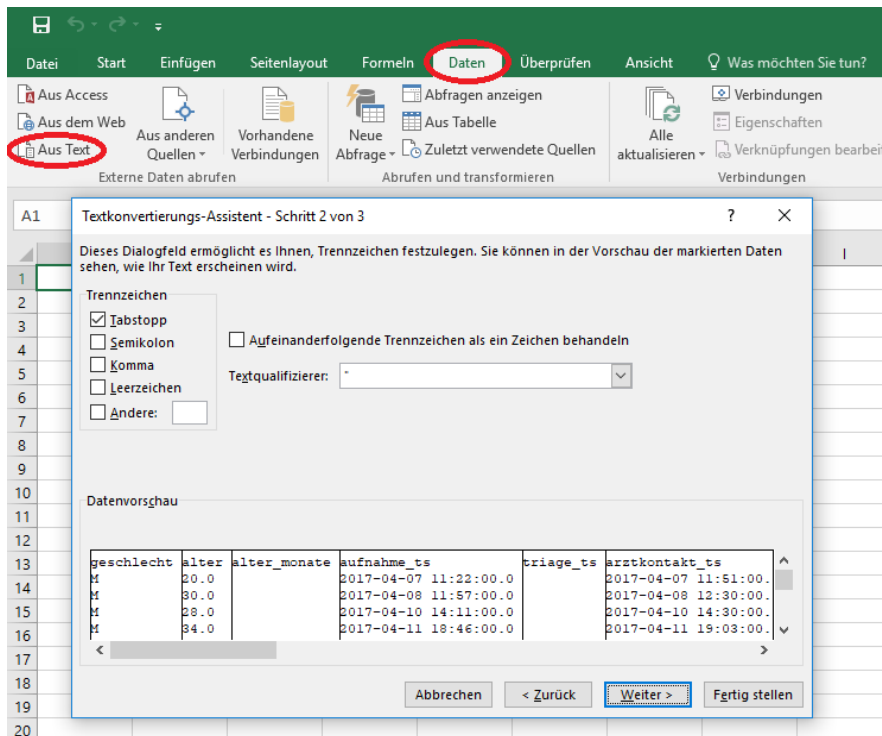 Datei Start Einfügen Seitenlayout Formeln Daten Überprüfen Ansicht Was möchten Sie tun?
Aus Access
Aus dem Web
Aus Text
Aus anderen
Quellen
Vorhandene
Verbindungen
Externe Daten abrufen
Neue
Abfrage
Abfragen anzeigen
Aus Tabelle
Zuletzt verwendete Quellen
Abrufen und transformieren
Alle
aktualisieren
Verbindungen
Eigenschaften
Verknüpfungen bearbei
Verbindungen
A1
Textkonvertierungs-Assistent - Schritt 2 von 3 ?
Dieses Dialogfeld ermöglicht es Ihnen, Trennzeichen festzulegen. Sie können in der Vorschau der markierten Daten
sehen, wie Ihr Text erscheinen wird.
Trennzeichen
Tabstopp
Semikolon
Komma
Leerzeichen
Andere:
Aufeinanderfolgende Trennzeichen als ein Zeichen behandeln
Textqualifizierer: "
Datenvorschau
geschlecht alter alter_monate aufnahme_ts triage_ts arztkontakt_ts
M 20.0 2017-04-07 11:22:00.0 2017-04-07 11:51:00.
M 30.0 2017-04-08 11:57:00.0 2017-04-08 12:30:00.
M 28.0 2017-04-10 14:11:00.0 2017-04-10 14:30:00.
M 34.0 2017-04-11 18:46:00.0 2017-04-11 19:03:00.
Abbrechen < Zurück Weiter > Fertig stellen
I
1
2
3
4
5
6
7
8
9
10
11
12
13
14
15
16
17
18
19
20